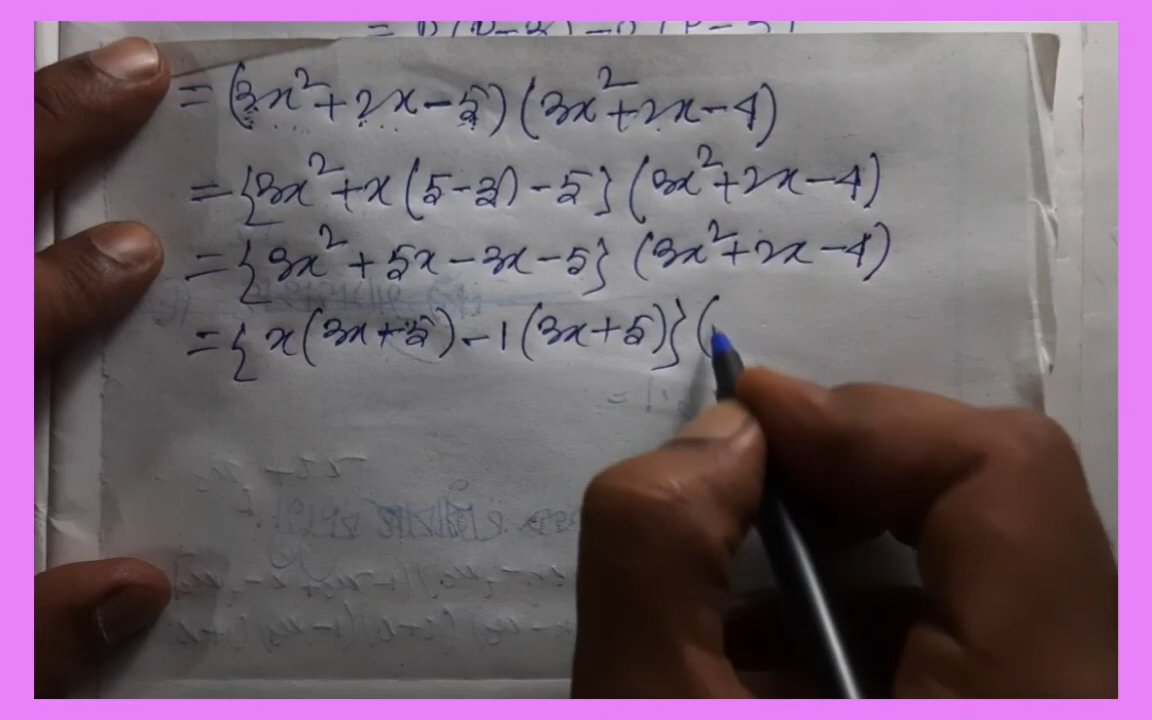 = (3x²+2x-5) (3x²+2x-4)
= {3x²+x(5-3)-5} (3x²+2x-4)
= {3x²+5x-3x-5} (3x²+2x-4)
= { x(3x+5)-1(3x+5)} (